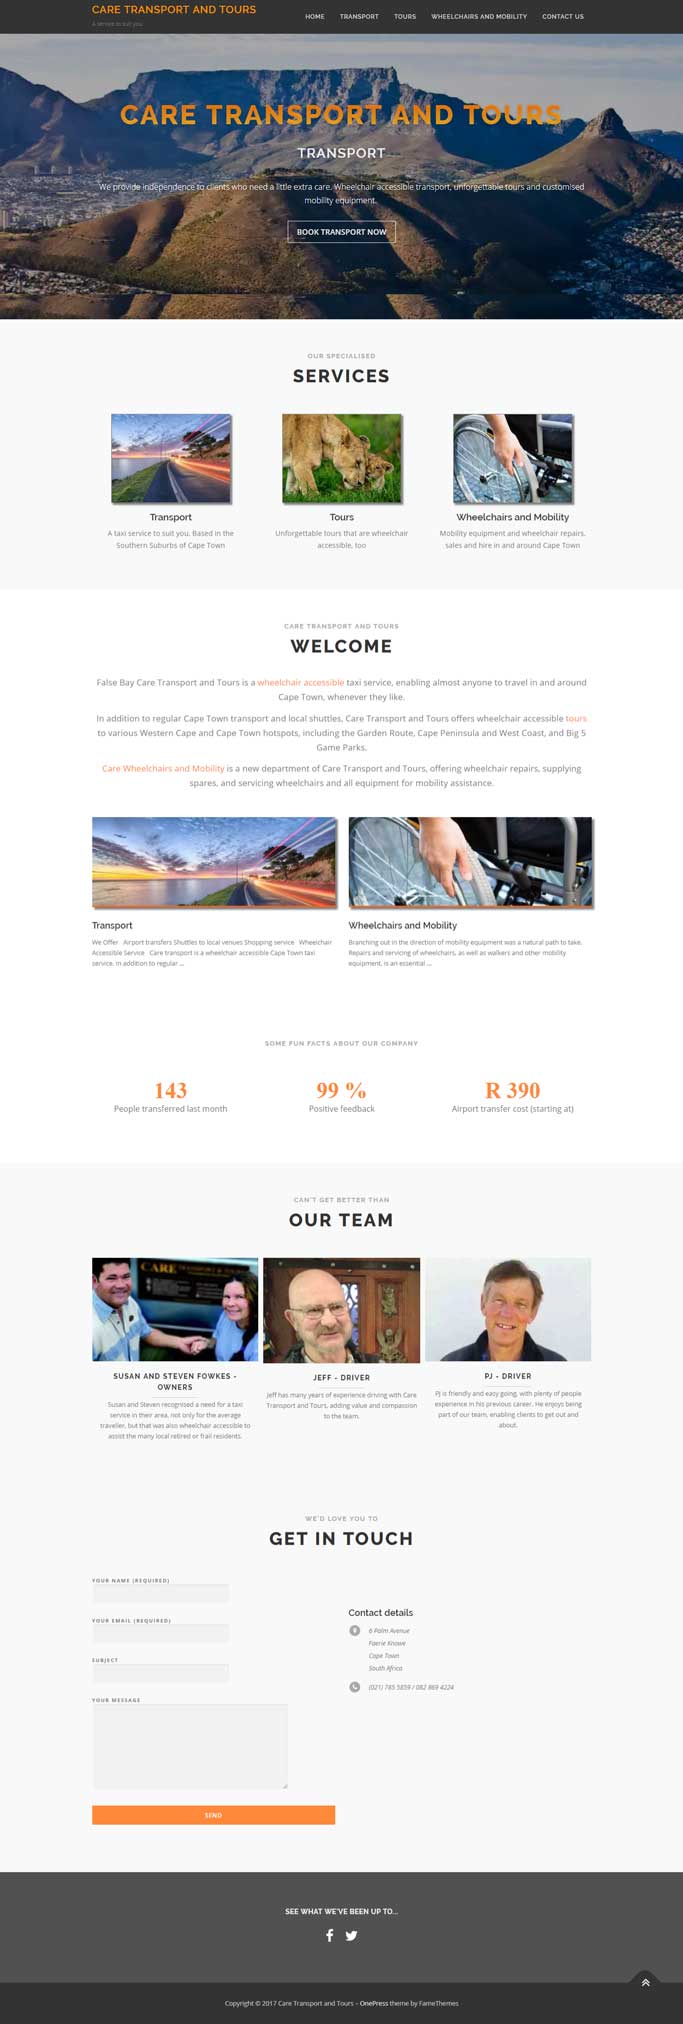 CARE TRANSPORT AND TOURS
A service to suit you
HOME TRANSPORT TOURS WHEELCHAIRS AND MOBILITY CONTACT US
CARE TRANSPORT AND TOURS
TRANSPORT
We provide independence to clients who need a little extra care. Wheelchair accessible transport, unforgettable tours and customised
mobility equipment.
BOOK TRANSPORT NOW
OUR SPECIALISED
SERVICES
Transport
A taxi service to suit you. Based in the
Southern Suburbs of Cape Town
Tours
Unforgettable tours that are wheelchair
accessible, too
Wheelchairs and Mobility
Mobility equipment and wheelchair repairs,
sales and hire in and around Cape Town
CARE TRANSPORT AND TOURS
WELCOME
False Bay Care Transport and Tours is a wheelchair accessible taxi service, enabling almost anyone to travel in and around
Cape Town, whenever they like.
In addition to regular Cape Town transport and local shuttles, Care Transport and Tours offers wheelchair accessible tours
to various Western Cape and Cape Town hotspots, including the Garden Route, Cape Peninsula and West Coast, and Big 5
Game Parks.
Care Wheelchairs and Mobility is a new department of Care Transport and Tours, offering wheelchair repairs, supplying
spares, and servicing wheelchairs and all equipment for mobility assistance.
Transport
We Offer Airport transfers Shuttles to local venues Shopping service Wheelchair
Accessible Service Care transport is a wheelchair accessible Cape Town taxi
service. In addition to regular ...
Wheelchairs and Mobility
Branching out in the direction of mobility equipment was a natural path to take.
Repairs and servicing of wheelchairs, as well as walkers and other mobility
equipment, is an essential ...
SOME FUN FACTS ABOUT OUR COMPANY
143
People transferred last month
99 %
Positive feedback
R 390
Airport transfer cost (starting at)
CAN'T GET BETTER THAN
OUR TEAM
CARE
SUSAN AND STEVEN FOWKES -
OWNERS
Susan and Steven recognised a need for a taxi
service in their area, not only for the average
traveller, but that was also wheelchair accessible to
assist the many local retired or frail residents.
JEFF - DRIVER
Jeff has many years of experience driving with Care
Transport and Tours, adding value and compassion
to the team.
PJ - DRIVER
PJ is friendly and easy going, with plenty of people
experience in his previous career. He enjoys being
part of our team, enabling clients to get out and
about.
WE'D LOVE YOU TO
GET IN TOUCH
YOUR NAME (REQUIRED)
YOUR EMAIL (REQUIRED)
SUBJECT
YOUR MESSAGE
SEND
Contact details
6 Palm Avenue
Faerie Knowe
Cape Town
South Africa
(021) 785 5859 / 082 869 4224
SEE WHAT WE'VE BEEN UP TO...
Copyright © 2017 Care Transport and Tours – OnePress theme by FameThemes